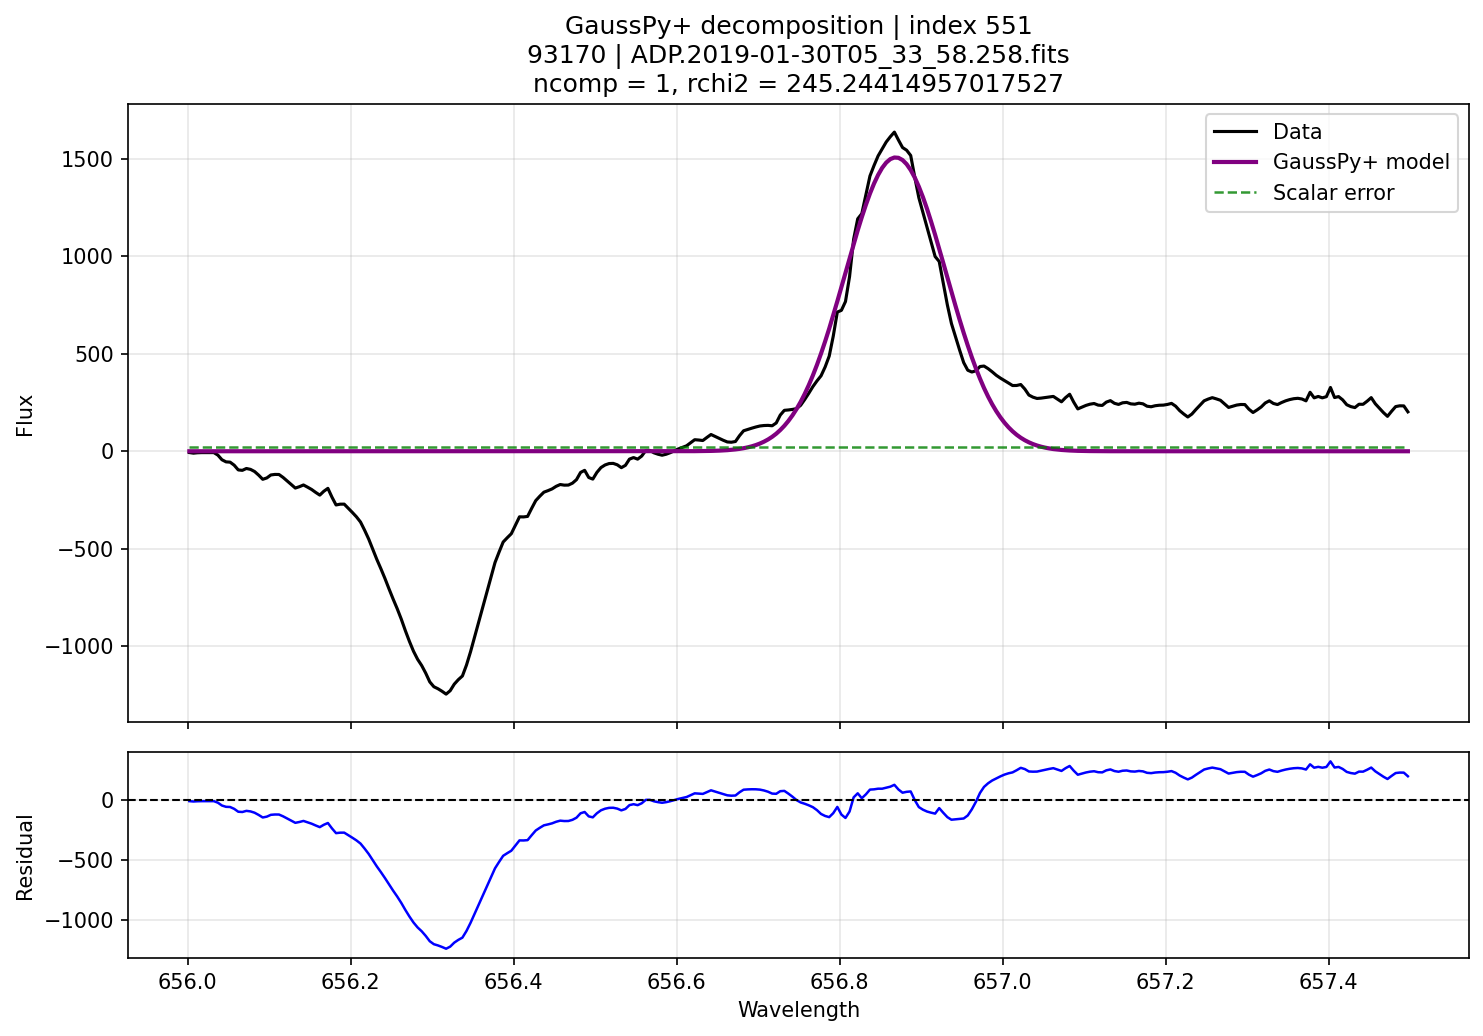 GaussPy+ decomposition | index 551
93170 | ADP.2019-01-30T05_33_58.258.fits
ncomp = 1, rchi2 = 245.24414957017527
Data
GaussPy+ model
Scalar error
1500
1000
500
0
−500
−1000
Flux
0
−500
−1000
Residual
656.0 656.2 656.4 656.6 656.8 657.0 657.2 657.4
Wavelength